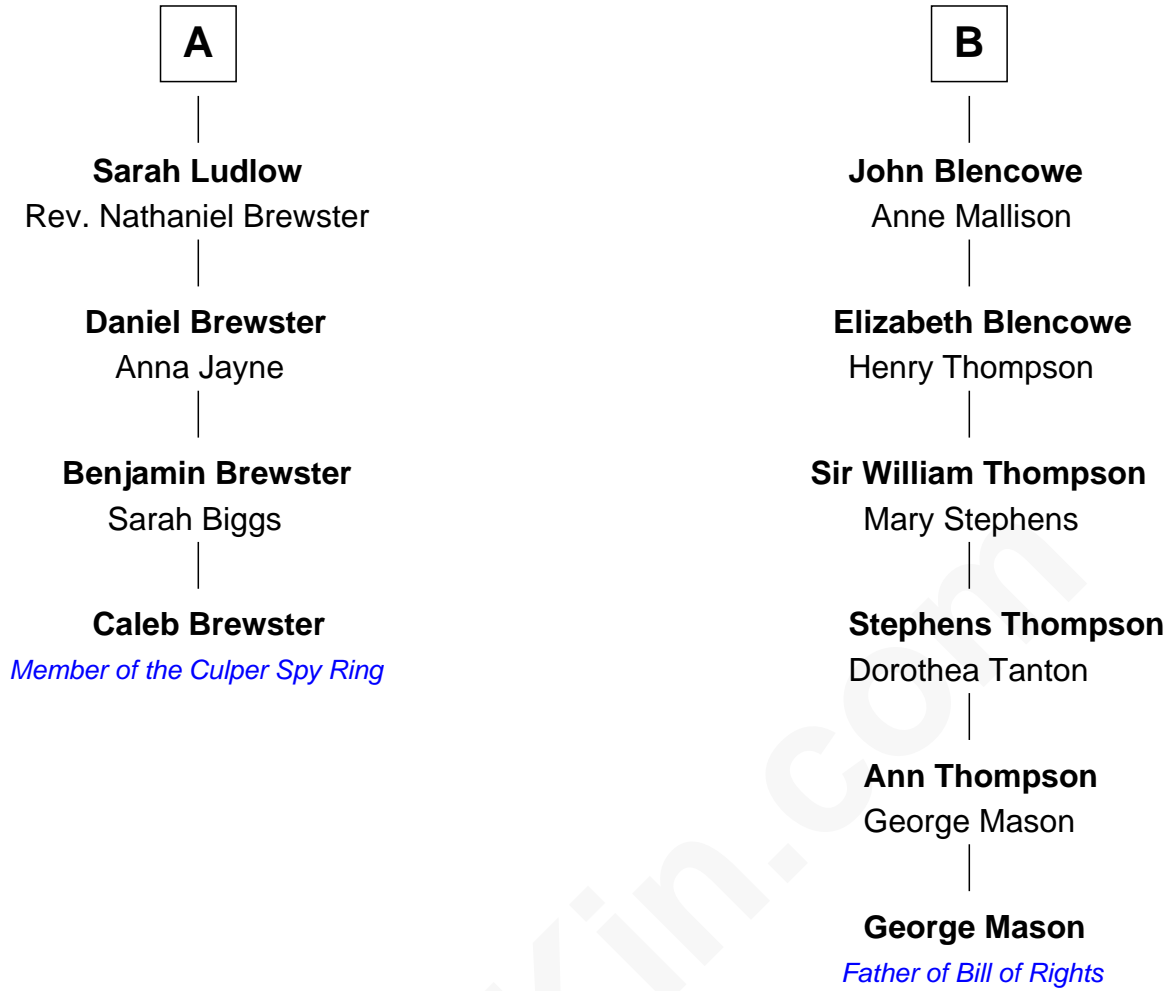 A
Sarah Ludlow
Rev. Nathaniel Brewster
Daniel Brewster
Anna Jayne
Benjamin Brewster
Sarah Biggs
Caleb Brewster
Member of the Culper Spy Ring
B
John Blencowe
Anne Mallison
Elizabeth Blencowe
Henry Thompson
Sir William Thompson
Mary Stephens
Stephens Thompson
Dorothea Tanton
Ann Thompson
George Mason
George Mason
Father of Bill of Rights
Kin.com